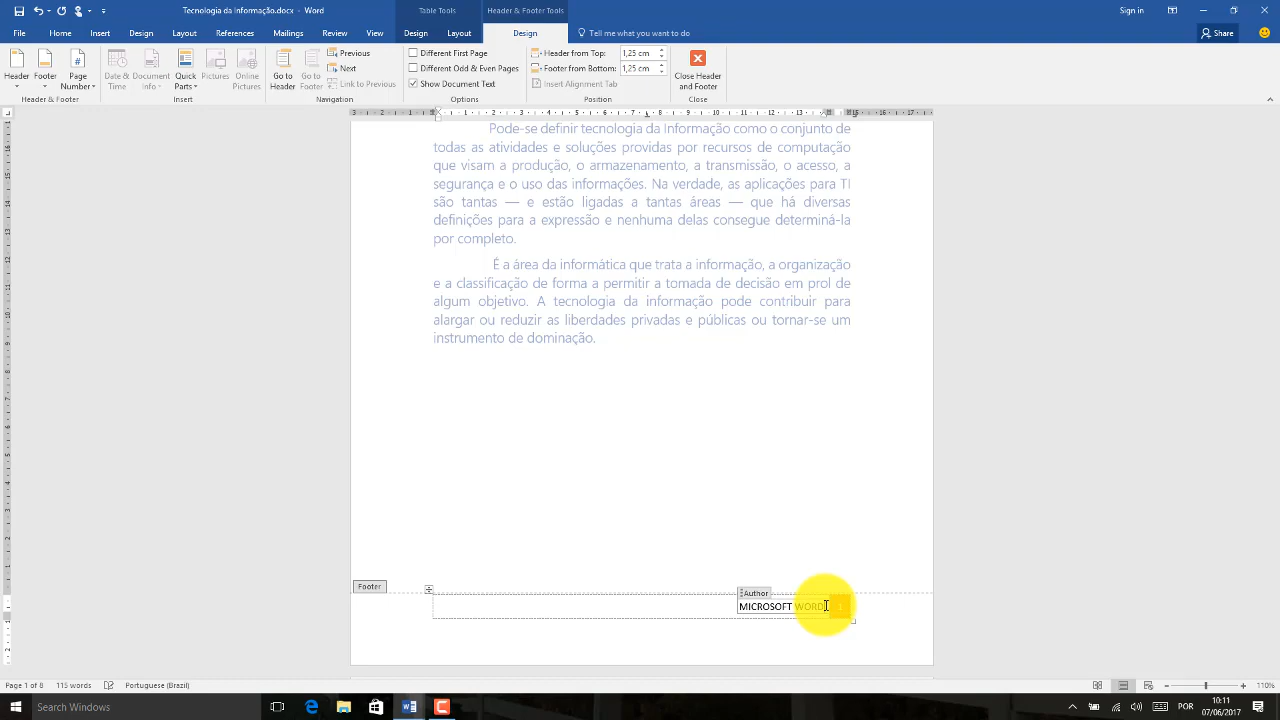 Tecnologia da informação.docx - Word
Table Tools
Header & Footer Tools
Sign in
File
Home
Insert
Draw
Design
Layout
References
Mailings
Review
View
Design
Layout
Design
Tell me what you want to do
Share
Header
Footer
Page Number
Date & Time
Document Info
Quick Parts
Pictures
Online Pictures
Go to Header
Go to Footer
Previous
Next
Link to Previous
Different First Page
Different Odd & Even Pages
Show Document Text
Header from Top: 1,25 cm
Footer from Bottom: 1,25 cm
Insert Alignment Tab
Close Header and Footer
Header & Footer
Insert
Navigation
Options
Position
Close
Pode-se definir tecnologia da Informação como o conjunto de
todas as atividades e soluções providas por recursos de computação
que visam a produção, o armazenamento, a transmissão, o acesso, a
segurança e o uso das informações. Na verdade, as aplicações para TI
são tantas — e estão ligadas a tantas áreas — que há diversas
definições para a expressão e nenhuma delas consegue determiná-la
por completo.
É a área da informática que trata a informação, a organização
e a classificação de forma a permitir a tomada de decisão em prol de
algum objetivo. A tecnologia da informação pode contribuir para
alargar ou reduzir as liberdades privadas e públicas ou tornar-se um
instrumento de dominação.
Footer
Author
MICROSOFT WORD
Page 1 of 8
115 words
Portuguese (Brazil)
110%
Search Windows
POR
10:11
07/06/2017